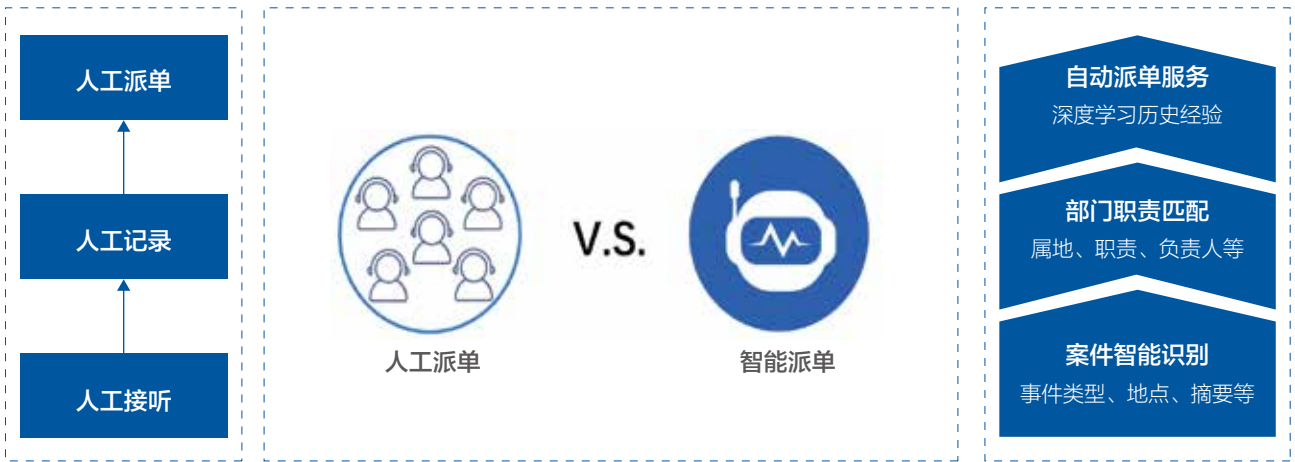 人工派单
人工记录
人工接听
V.S.
人工派单
智能派单
自动派单服务
深度学习历史经验
部门职责匹配
属地、职责、负责人等
案件智能识别
事件类型、地点、摘要等